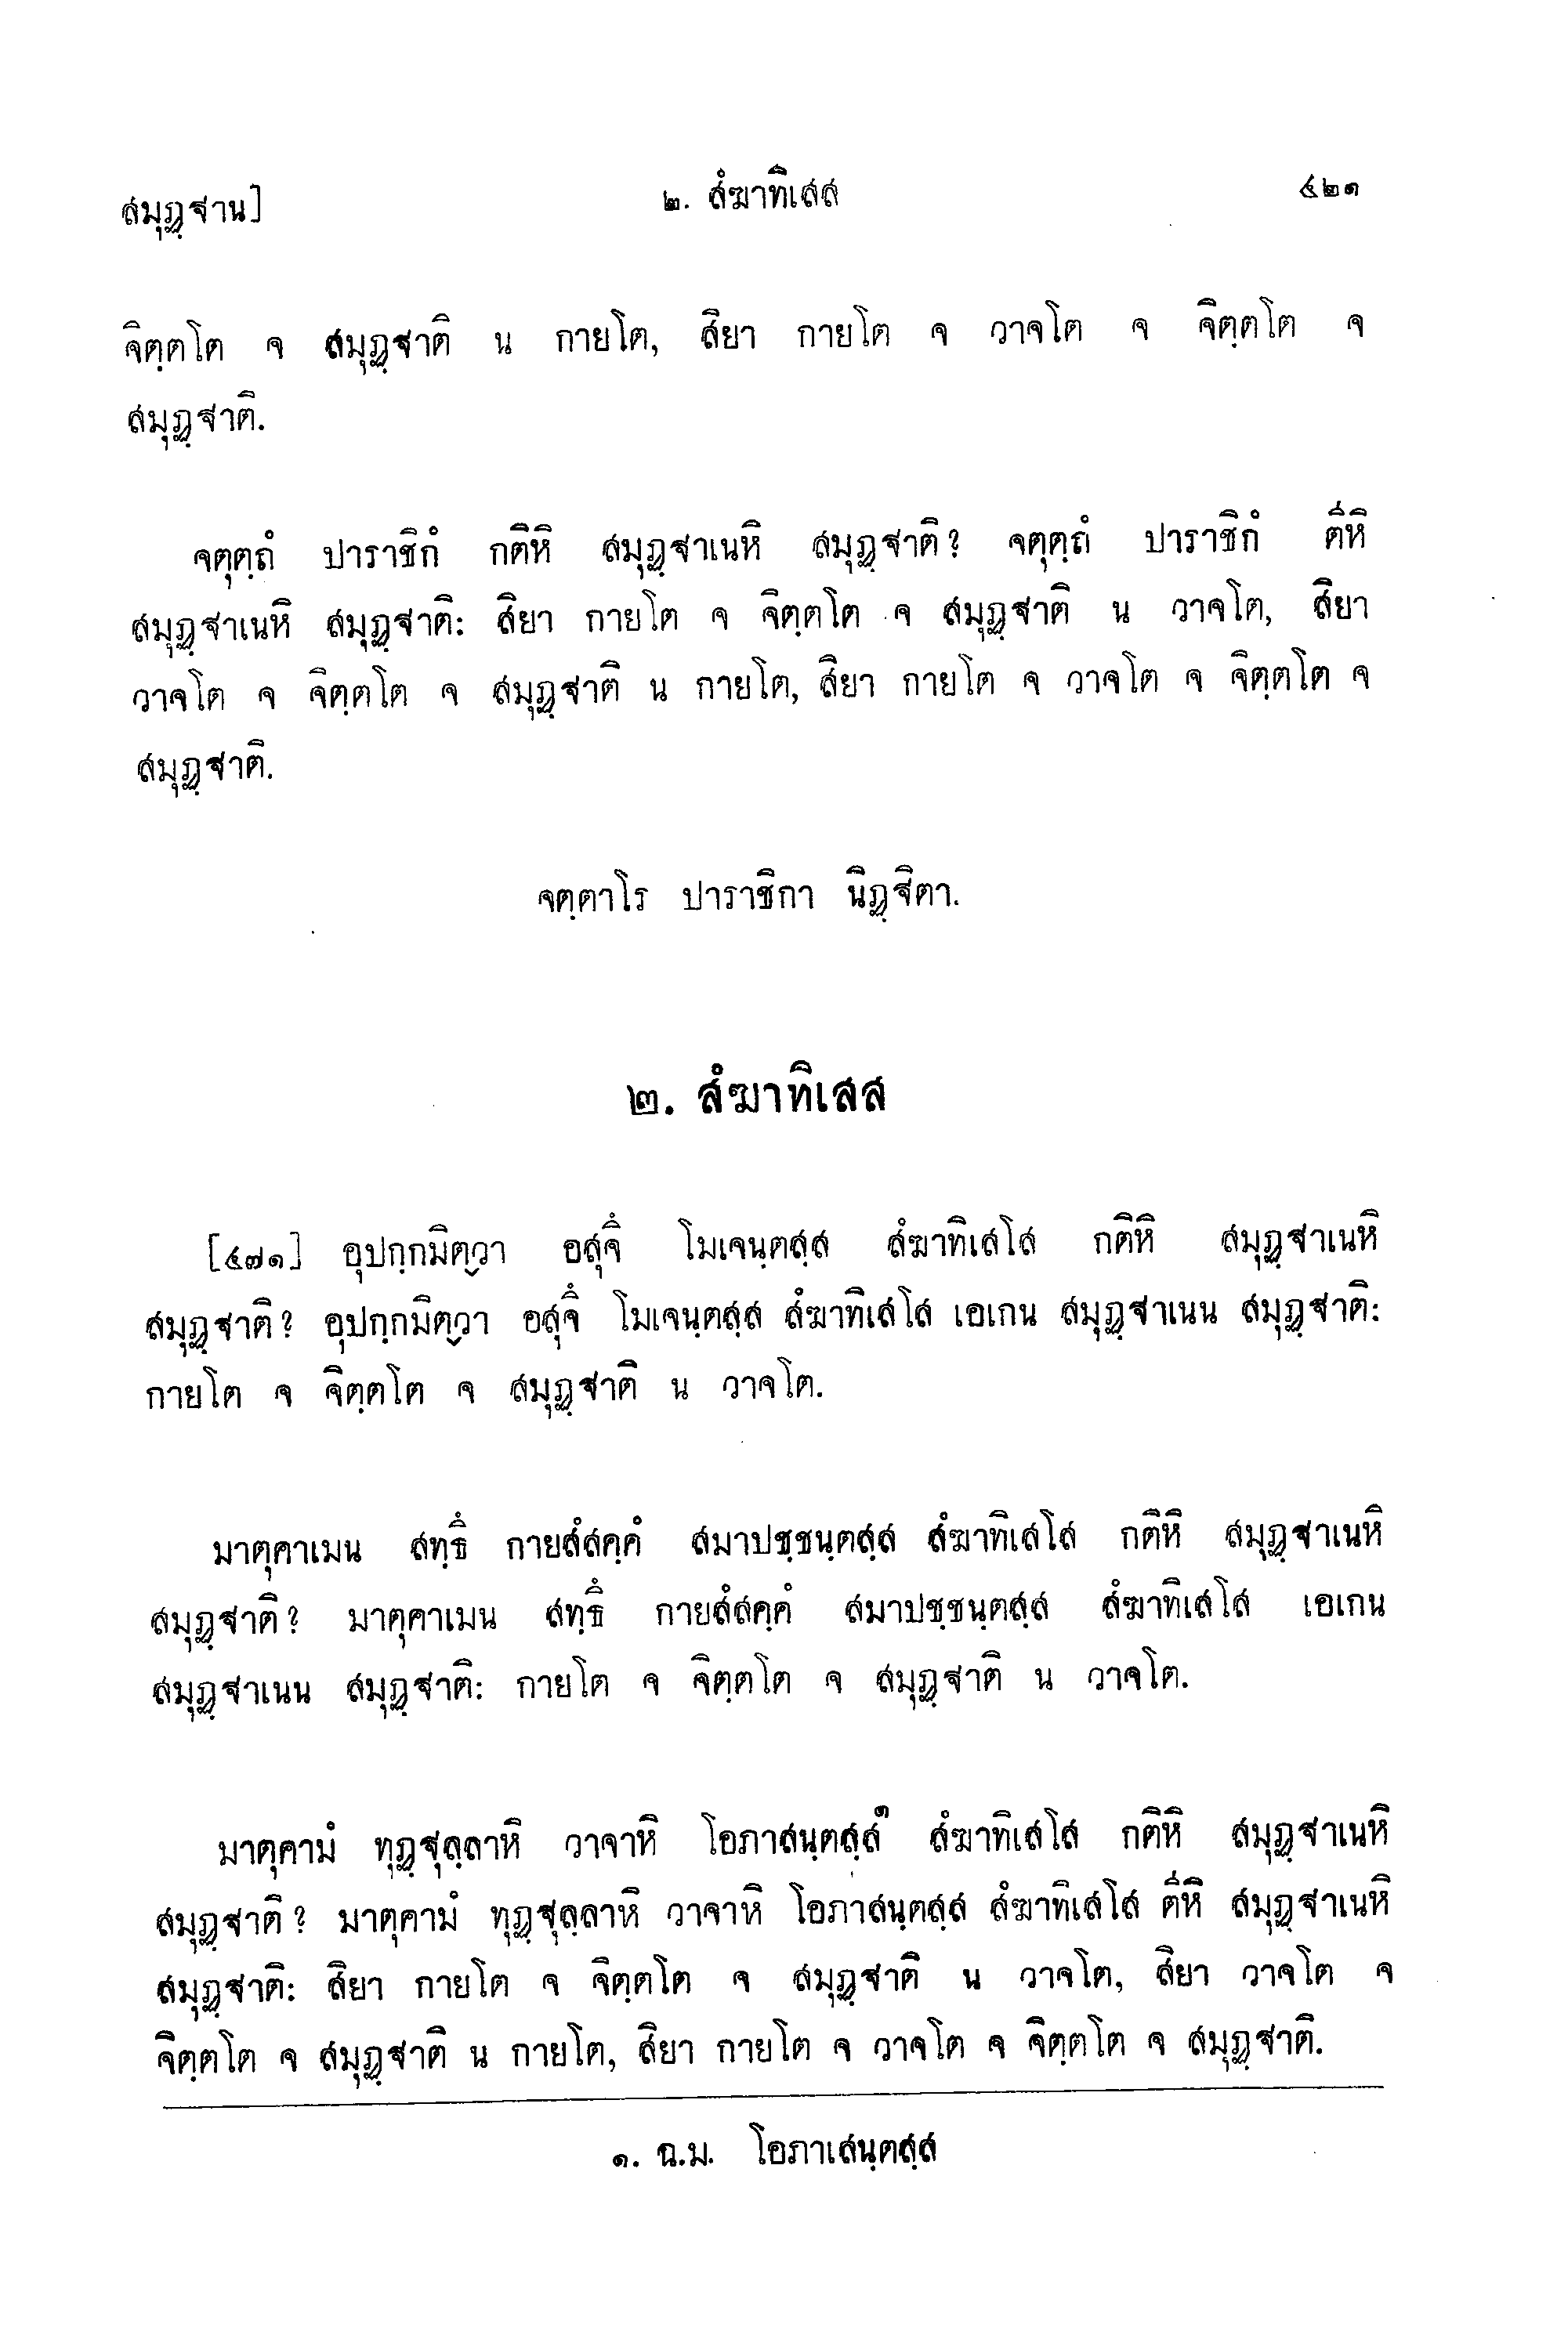 สมุฏฺฐาน]
๒. สํฆาทิเสส
๔๒๑
จิตฺตโต จ สมุฏฺฐาติ น กายโต, สิยา กายโต จ วาจโต จ จิตฺตโต จ
สมุฏฺฐาติ.
จตุตฺถํ ปาราชิกํ กตีหิ สมุฏฺฐาเนหิ สมุฏฺฐาติ? จตุตฺถํ ปาราชิกํ ตีหิ
สมุฏฺฐาเนหิ สมุฏฺฐาติ: สิยา กายโต จ จิตฺตโต จ สมุฏฺฐาติ น วาจโต, สิยา
วาจโต จ จิตฺตโต จ สมุฏฺฐาติ น กายโต, สิยา กายโต จ วาจโต จ จิตฺตโต จ
สมุฏฺฐาติ.
จตฺตาโร ปาราชิกา นิฏฺฐิตา.
๒. สํฆาทิเสส
[๔๗๑] อุปกฺกมิตฺวา อสุจึ โมเจนฺตสฺส สํฆาทิเสโส กตีหิ สมุฏฺฐาเนหิ
สมุฏฺฐาติ? อุปกฺกมิตฺวา อสุจึ โมเจนฺตสฺส สํฆาทิเสโส เอเกน สมุฏฺฐาเนน สมุฏฺฐาติ:
กายโต จ จิตฺตโต จ สมุฏฺฐาติ น วาจโต.
มาตุคาเมน สทฺธึ กายสํสคฺคํ สมาปชฺชนฺตสฺส สํฆาทิเสโส กตีหิ สมุฏฺฐาเนหิ
สมุฏฺฐาติ? มาตุคาเมน สทฺธึ กายสํสคฺคํ สมาปชฺชนฺตสฺส สํฆาทิเสโส เอเกน
สมุฏฺฐาเนน สมุฏฺฐาติ: กายโต จ จิตฺตโต จ สมุฏฺฐาติ น วาจโต.
มาตุคามํ ทุฏฺฐุลฺลาหิ วาจาหิ โอภาสนฺตสฺส๑ สํฆาทิเสโส กตีหิ สมุฏฺฐาเนหิ
สมุฏฺฐาติ? มาตุคามํ ทุฏฺฐุลฺลาหิ วาจาหิ โอภาสนฺตสฺส สํฆาทิเสโส ตีหิ สมุฏฺฐาเนหิ
สมุฏฺฐาติ: สิยา กายโต จ จิตฺตโต จ สมุฏฺฐาติ น วาจโต, สิยา วาจโต จ
จิตฺตโต จ สมุฏฺฐาติ น กายโต, สิยา กายโต จ วาจโต จ จิตฺตโต จ สมุฏฺฐาติ.
๑. ฉ.ม. โอภาเสนฺตสฺส